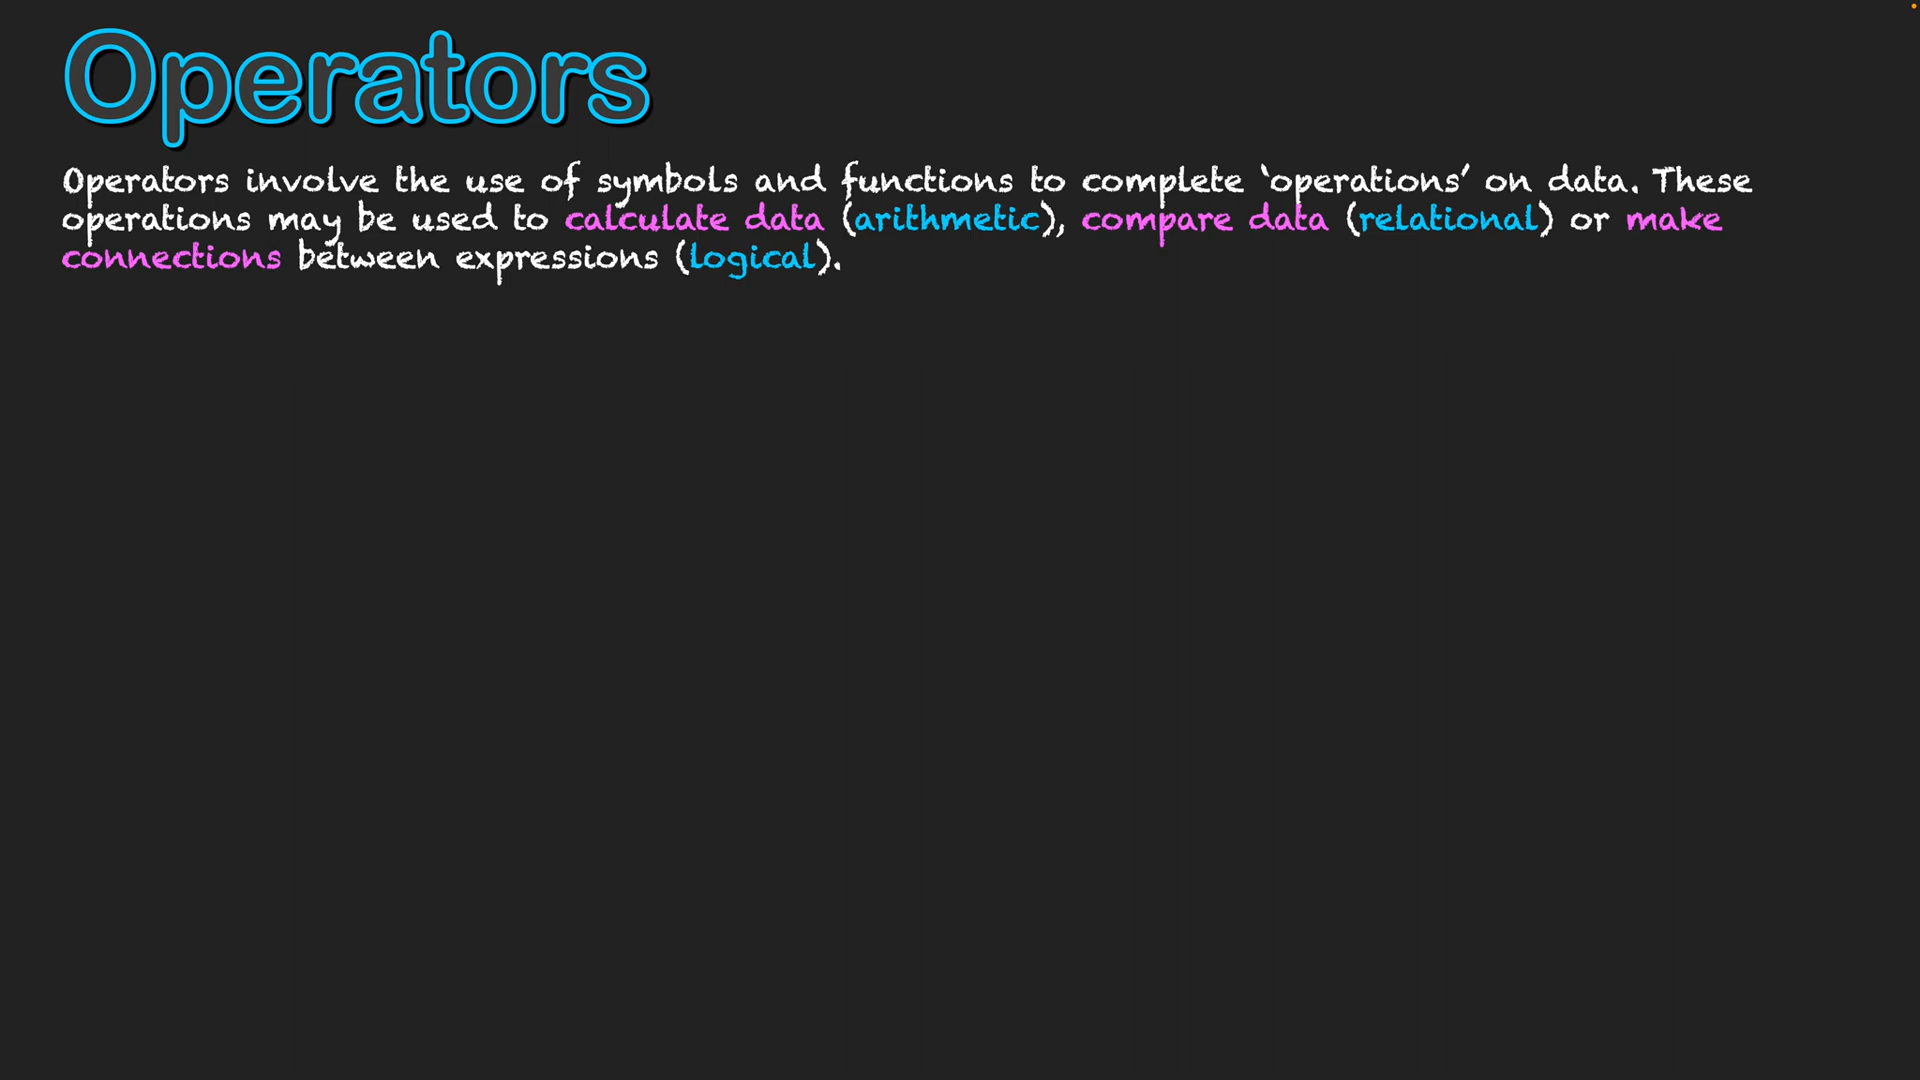 Operators
Operators involve the use of symbols and functions to complete ‘operations’ on data. These
operations may be used to calculate data (arithmetic), compare data (relational) or make
connections between expressions (logical).